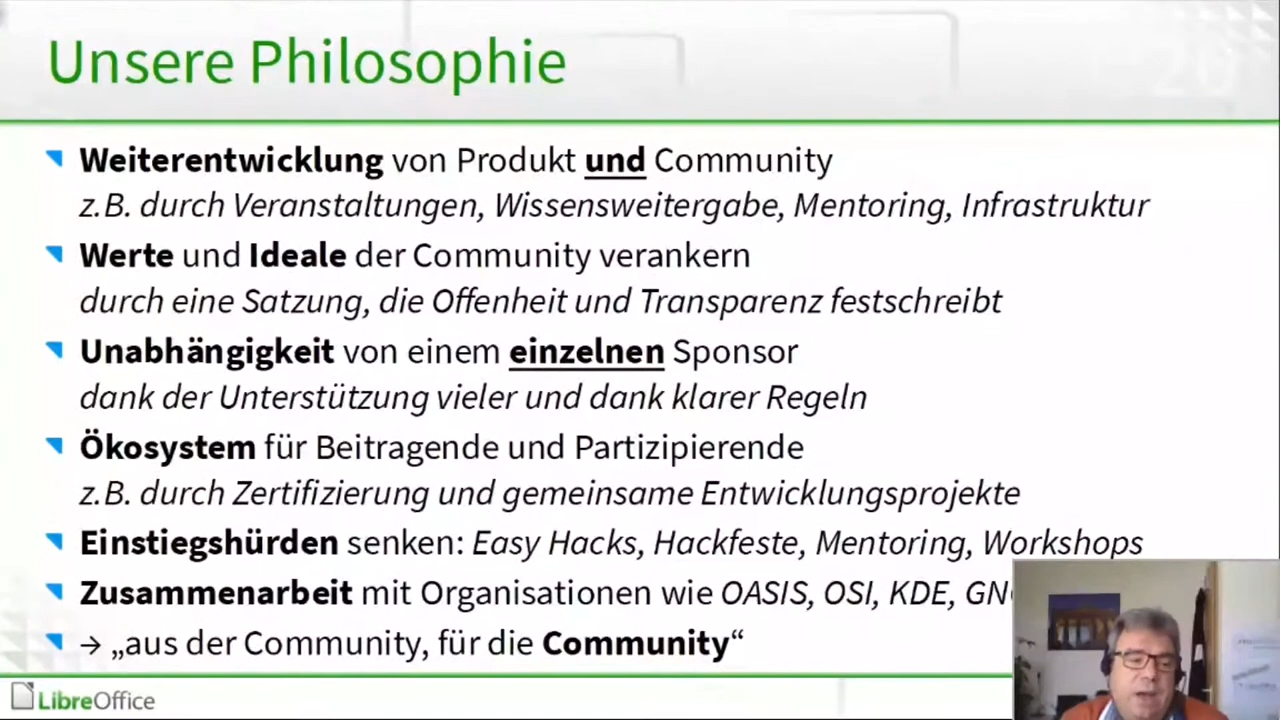 Unsere Philosophie
Weiterentwicklung von Produkt und Community
z.B. durch Veranstaltungen, Wissensweitergabe, Mentoring, Infrastruktur
Werte und Ideale der Community verankern
durch eine Satzung, die Offenheit und Transparenz festschreibt
Unabhängigkeit von einem einzelnen Sponsor
dank der Unterstützung vieler und dank klarer Regeln
Ökosystem für Beitragende und Partizipierende
z.B. durch Zertifizierung und gemeinsame Entwicklungsprojekte
Einstiegshürden senken: Easy Hacks, Hackfeste, Mentoring, Workshops
Zusammenarbeit mit Organisationen wie OASIS, OSI, KDE,
→ „aus der Community, für die Community“
LibreOffice